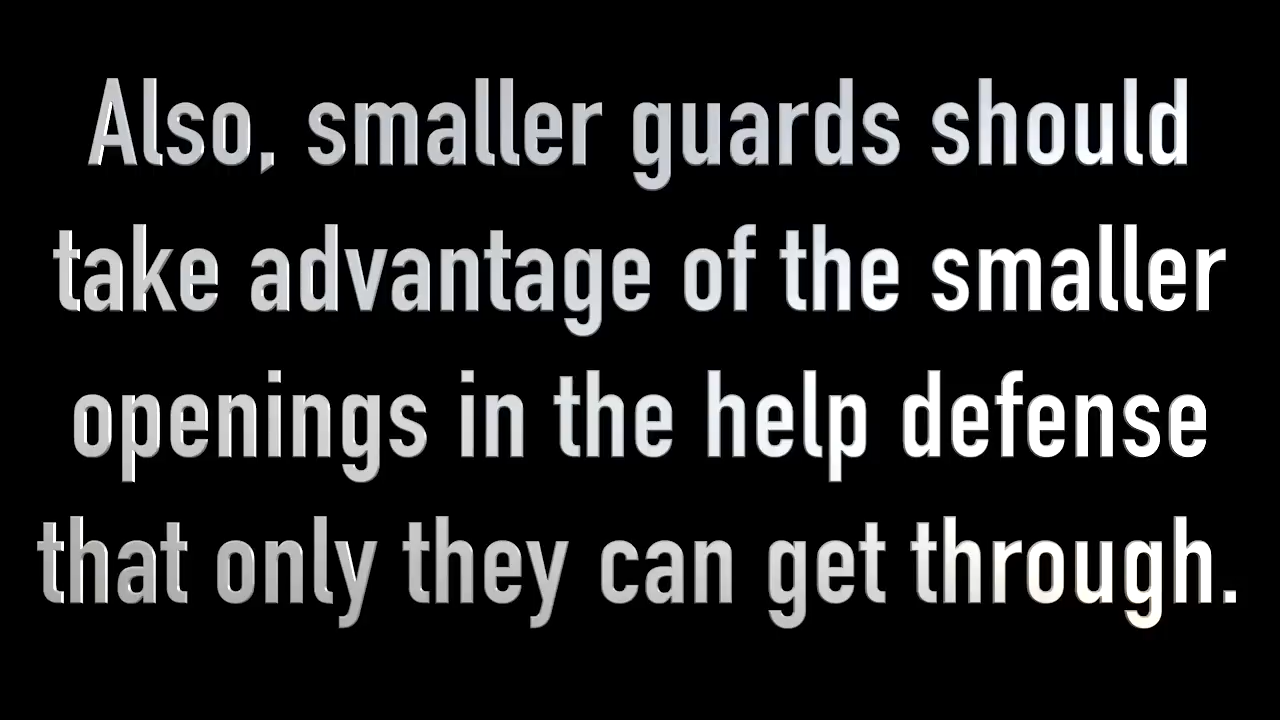 Also, smaller guards should
take advantage of the smaller
openings in the help defense
that only they can get through.